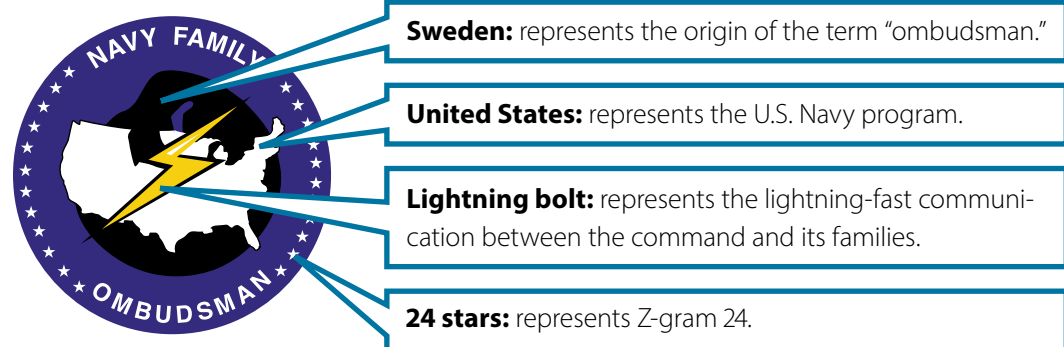 NAVY FAMILY
OMBUDSMAN
Sweden: represents the origin of the term “ombudsman.”
United States: represents the U.S. Navy program.
Lightning bolt: represents the lightning-fast communi-
cation between the command and its families.
24 stars: represents Z-gram 24.